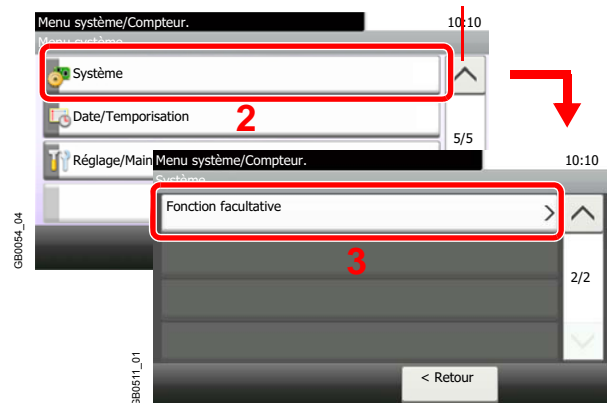 Menu système/Compteur.
10:10
Menu système
Système
2
Date/Temporisation
5/5
Réglage/Main
GB0054_04
Menu système/Compteur.
10:10
Système
Fonction facultative
3
2/2
< Retour
GB0511_01